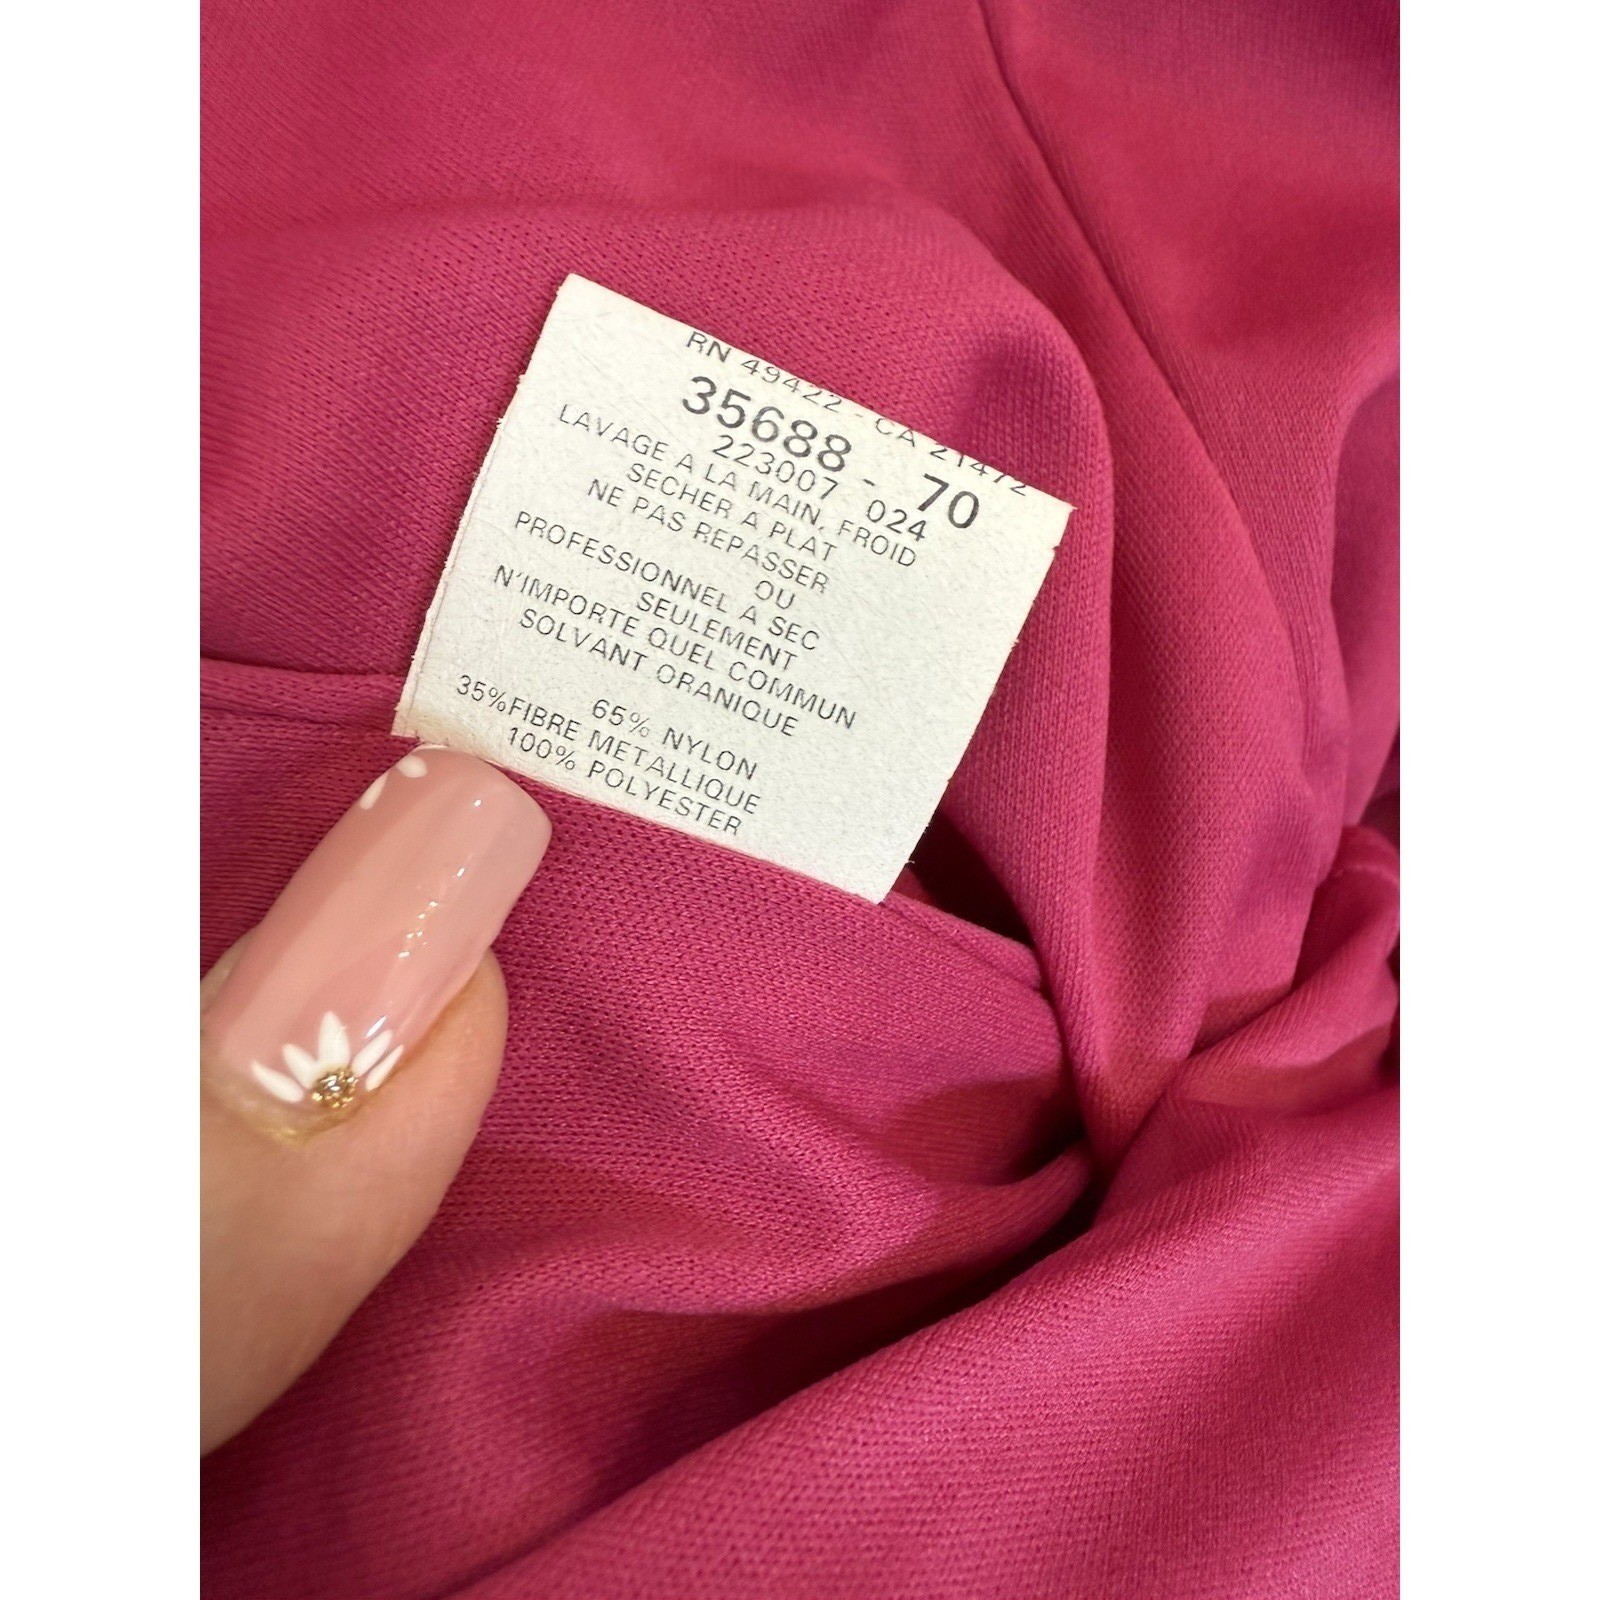 RN 49422 - CA 21472
35688 - 70
223007 024
LAVAGE A LA MAIN, FROID
SECHER A PLAT
NE PAS REPASSER
OU
PROFESSIONNEL A SEC
SEULEMENT
N'IMPORTE QUEL COMMUN
SOLVANT ORANIQUE
65% NYLON
35%FIBRE METALLIQUE
100% POLYESTER